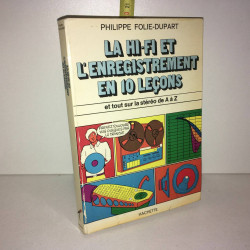 PHILIPPE FOLIE-DUPART
LA HI-FI ET
L'ENREGISTREMENT
EN 10 LEÇONS
et tout sur la stéréo de A à Z
HACHETTE